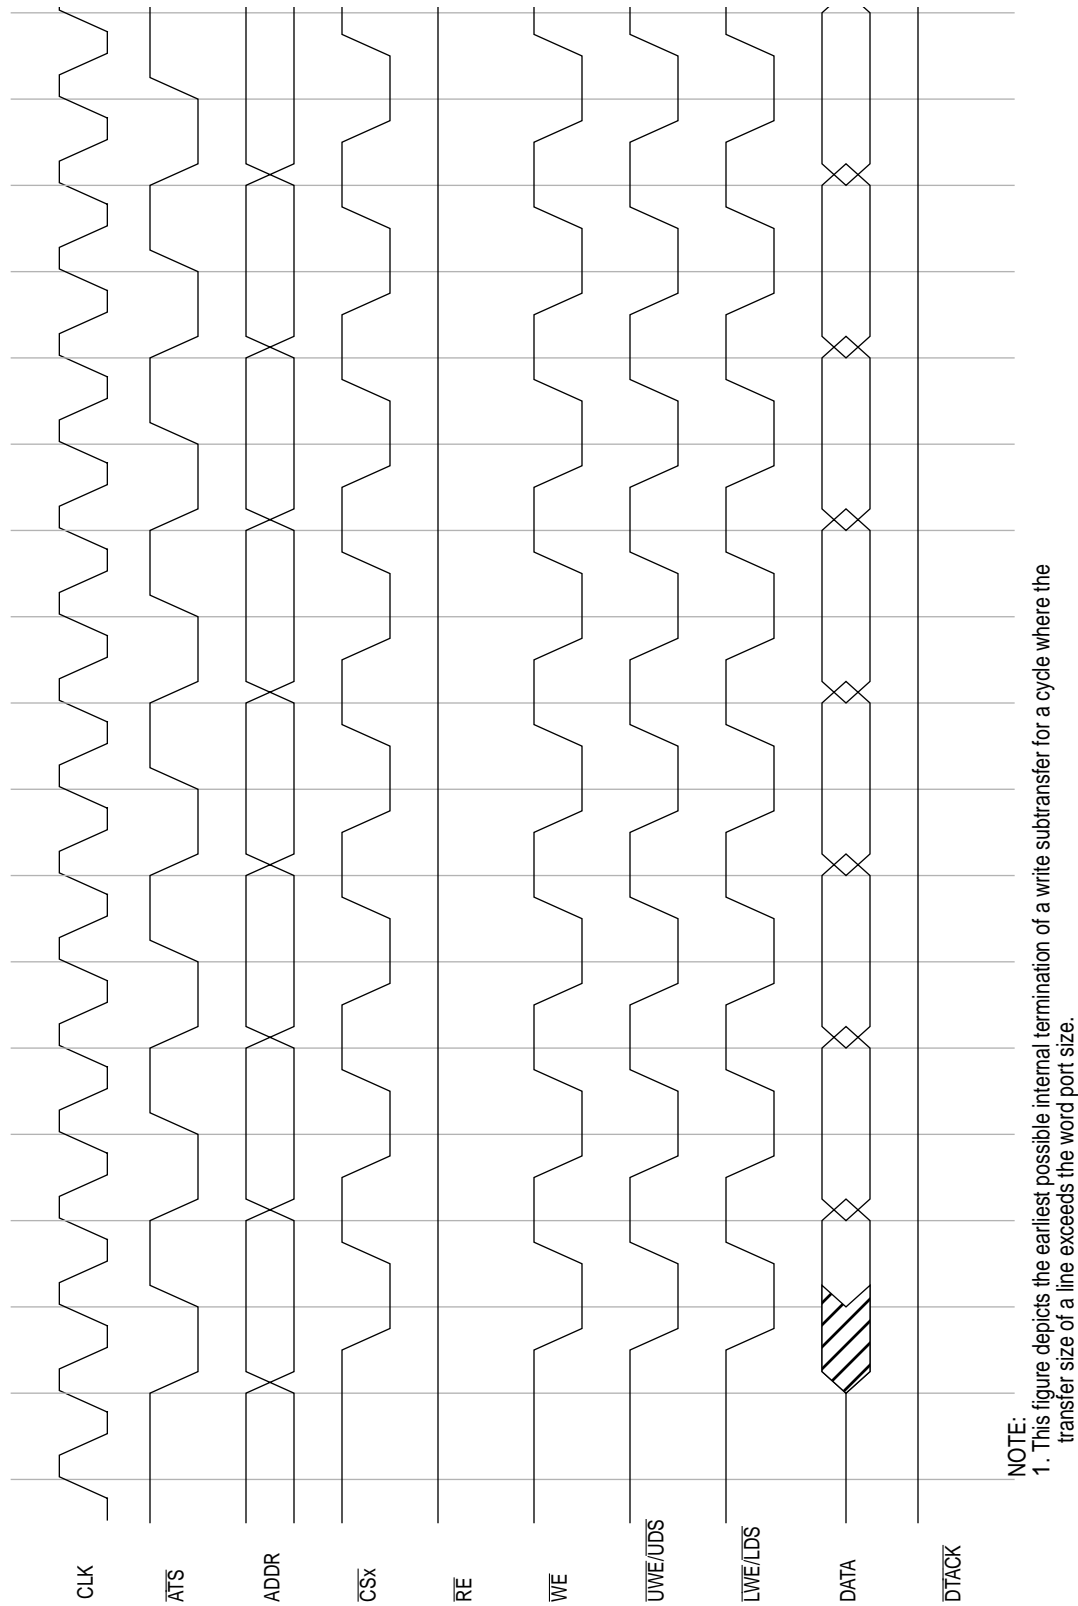 CLK
ATS
ADDR
CSx
RE
WE
UWE/UDS
LWE/LDS
DATA
DTACK
NOTE:
1. This figure depicts the earliest possible internal termination of a write subtransfer for a cycle where the
transfer size of a line exceeds the word port size.